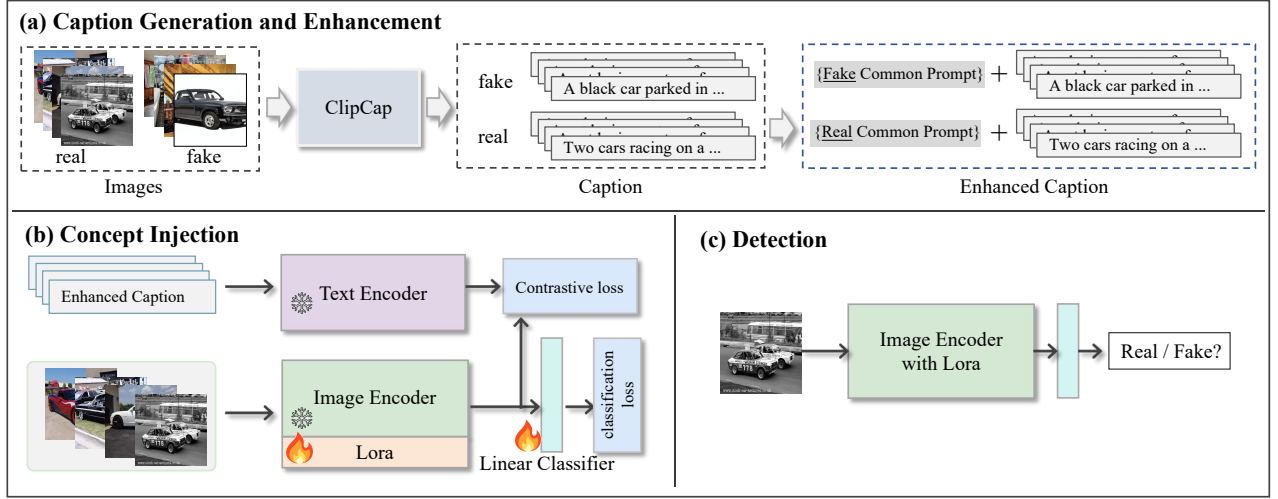 (a) Caption Generation and Enhancement
real
fake
Images
ClipCap
fake
A black car parked in ...
real
Two cars racing on a ...
Caption
{Fake Common Prompt}
+
A black car parked in ...
{Real Common Prompt}
+
Two cars racing on a ...
Enhanced Caption
(b) Concept Injection
Enhanced Caption
Text Encoder
Contrastive loss
Image Encoder
Lora
Linear Classifier
classification
loss
(c) Detection
118
Image Encoder
with Lora
Real / Fake?